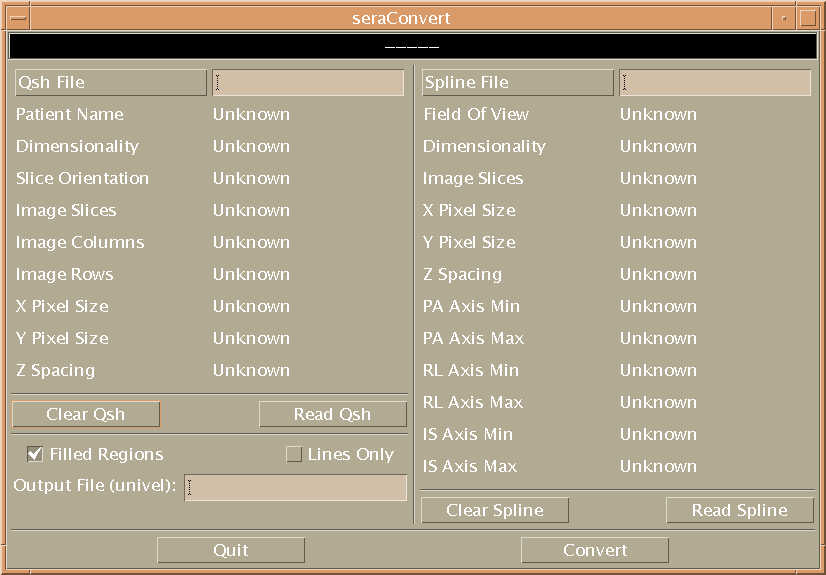 seraConvert
-----
Qsh File
Patient Name Unknown
Dimensionality Unknown
Slice Orientation Unknown
Image Slices Unknown
Image Columns Unknown
Image Rows Unknown
X Pixel Size Unknown
Y Pixel Size Unknown
Z Spacing Unknown
Clear Qsh Read Qsh
Filled Regions Lines Only
Output File (univel):
Spline File
Field Of View Unknown
Dimensionality Unknown
Image Slices Unknown
X Pixel Size Unknown
Y Pixel Size Unknown
Z Spacing Unknown
PA Axis Min Unknown
PA Axis Max Unknown
RL Axis Min Unknown
RL Axis Max Unknown
IS Axis Min Unknown
IS Axis Max Unknown
Clear Spline Read Spline
Quit Convert